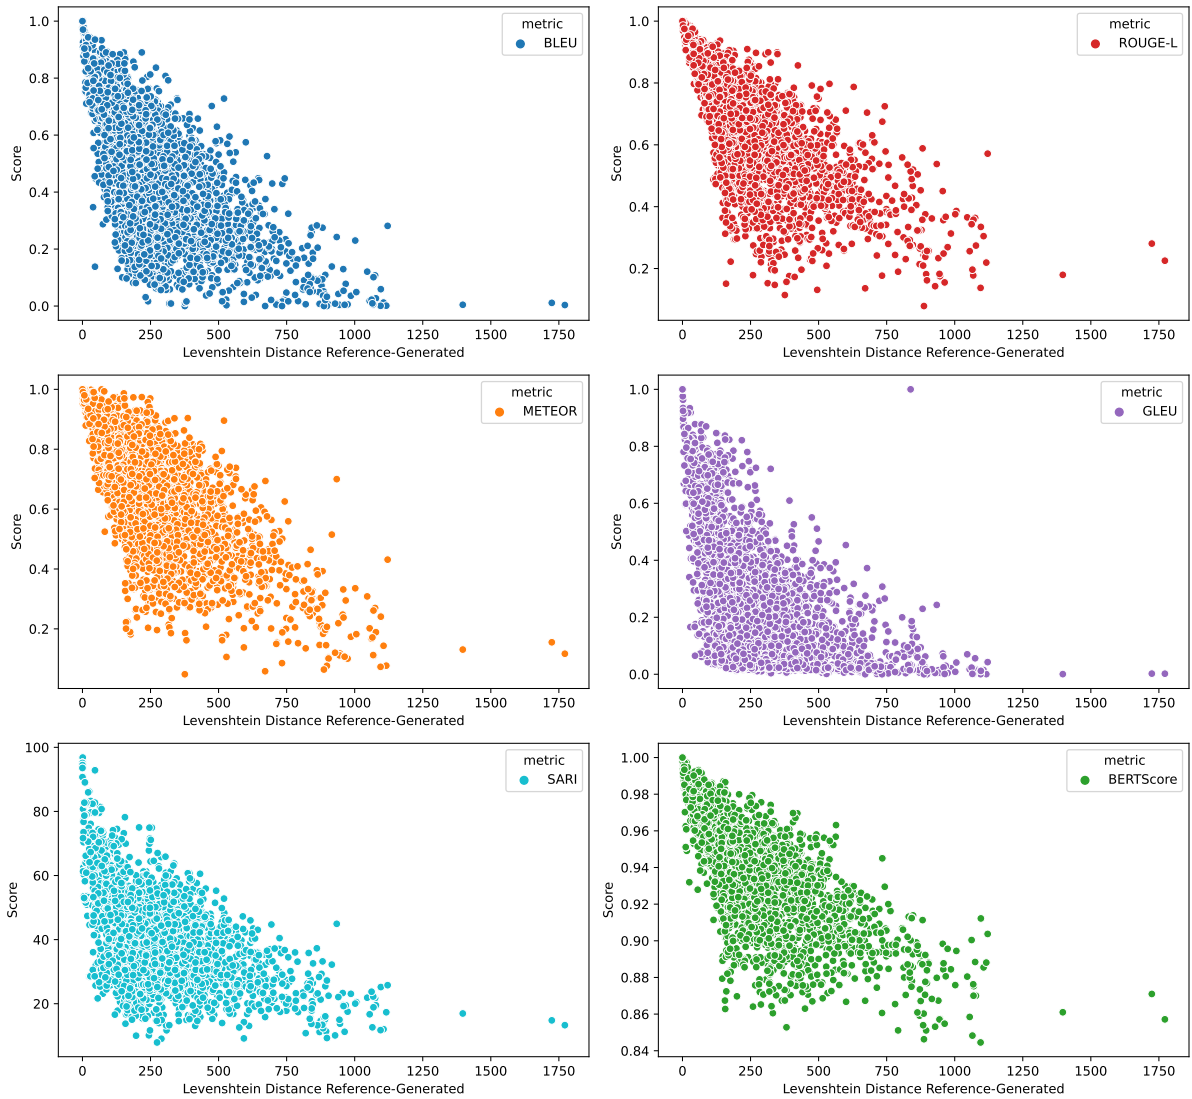 metric
BLEU
1.0
0.8
0.6
0.4
0.2
0.0
Score
0 250 500 750 1000 1250 1500 1750
Levenshtein Distance Reference-Generated
metric
ROUGE-L
1.0
0.8
0.6
0.4
0.2
Score
0 250 500 750 1000 1250 1500 1750
Levenshtein Distance Reference-Generated
metric
METEOR
1.0
0.8
0.6
0.4
0.2
Score
0 250 500 750 1000 1250 1500 1750
Levenshtein Distance Reference-Generated
metric
GLEU
1.0
0.8
0.6
0.4
0.2
0.0
Score
0 250 500 750 1000 1250 1500 1750
Levenshtein Distance Reference-Generated
metric
SARI
100
80
60
40
20
Score
0 250 500 750 1000 1250 1500 1750
Levenshtein Distance Reference-Generated
metric
BERTScore
1.00
0.98
0.96
0.94
0.92
0.90
0.88
0.86
0.84
Score
0 250 500 750 1000 1250 1500 1750
Levenshtein Distance Reference-Generated